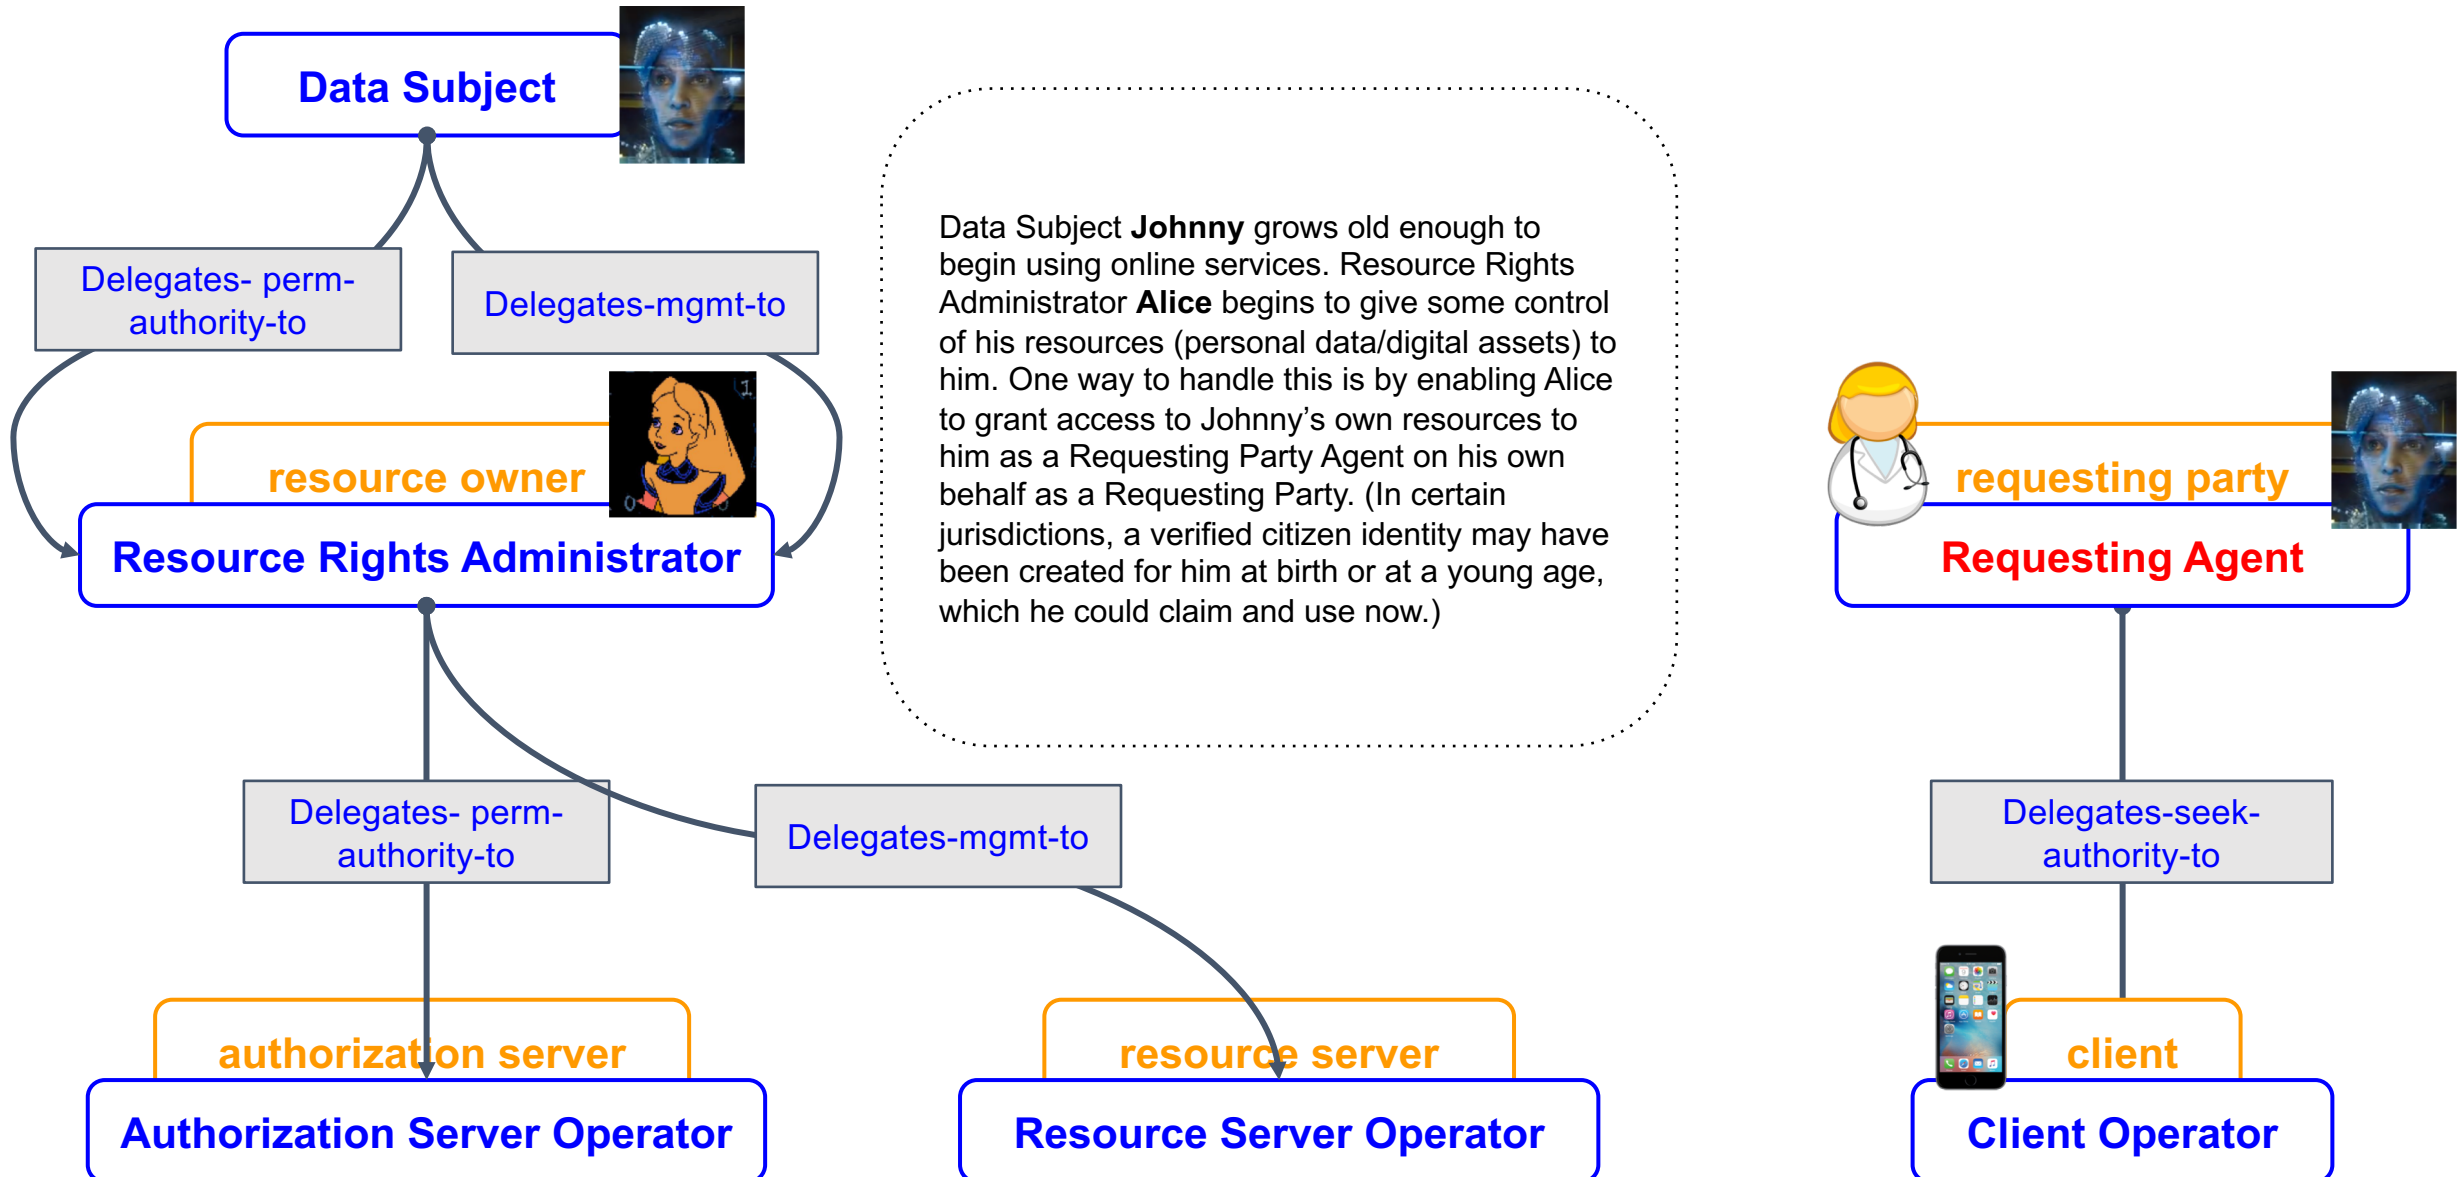 Data Subject
Delegates- perm-
authority-to
Delegates-mgmt-to
Data Subject Johnny grows old enough to
begin using online services. Resource Rights
Administrator Alice begins to give some control
of his resources (personal data/digital assets) to
him. One way to handle this is by enabling Alice
to grant access to Johnny’s own resources to
him as a Requesting Party Agent on his own
behalf as a Requesting Party. (In certain
jurisdictions, a verified citizen identity may have
been created for him at birth or at a young age,
which he could claim and use now.)
resource owner
Resource Rights Administrator
requesting party
Requesting Agent
Delegates- perm-
authority-to
Delegates-mgmt-to
Delegates-seek-
authority-to
authorization server
Authorization Server Operator
resource server
Resource Server Operator
client
Client Operator